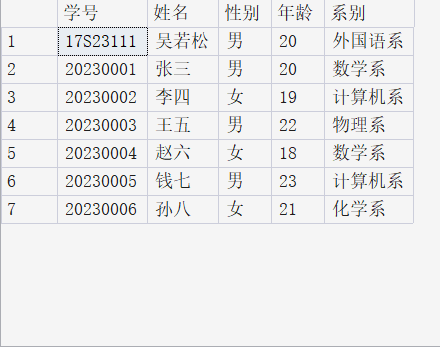 学号 姓名 性别 年龄 系别
1 17S23111 吴若松 男 20 外国语系
2 20230001 张三 男 20 数学系
3 20230002 李四 女 19 计算机系
4 20230003 王五 男 22 物理系
5 20230004 赵六 女 18 数学系
6 20230005 钱七 男 23 计算机系
7 20230006 孙八 女 21 化学系